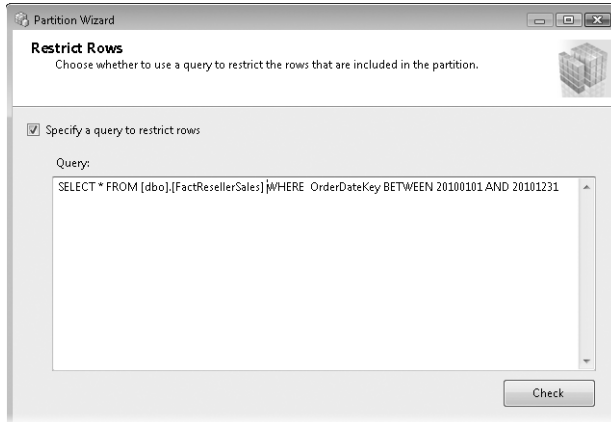 Partition Wizard
Restrict Rows
Choose whether to use a query to restrict the rows that are included in the partition.
Specify a query to restrict rows
Query:
SELECT * FROM [dbo].[FactResellerSales] WHERE OrderDateKey BETWEEN 20100101 AND 20101231
Check